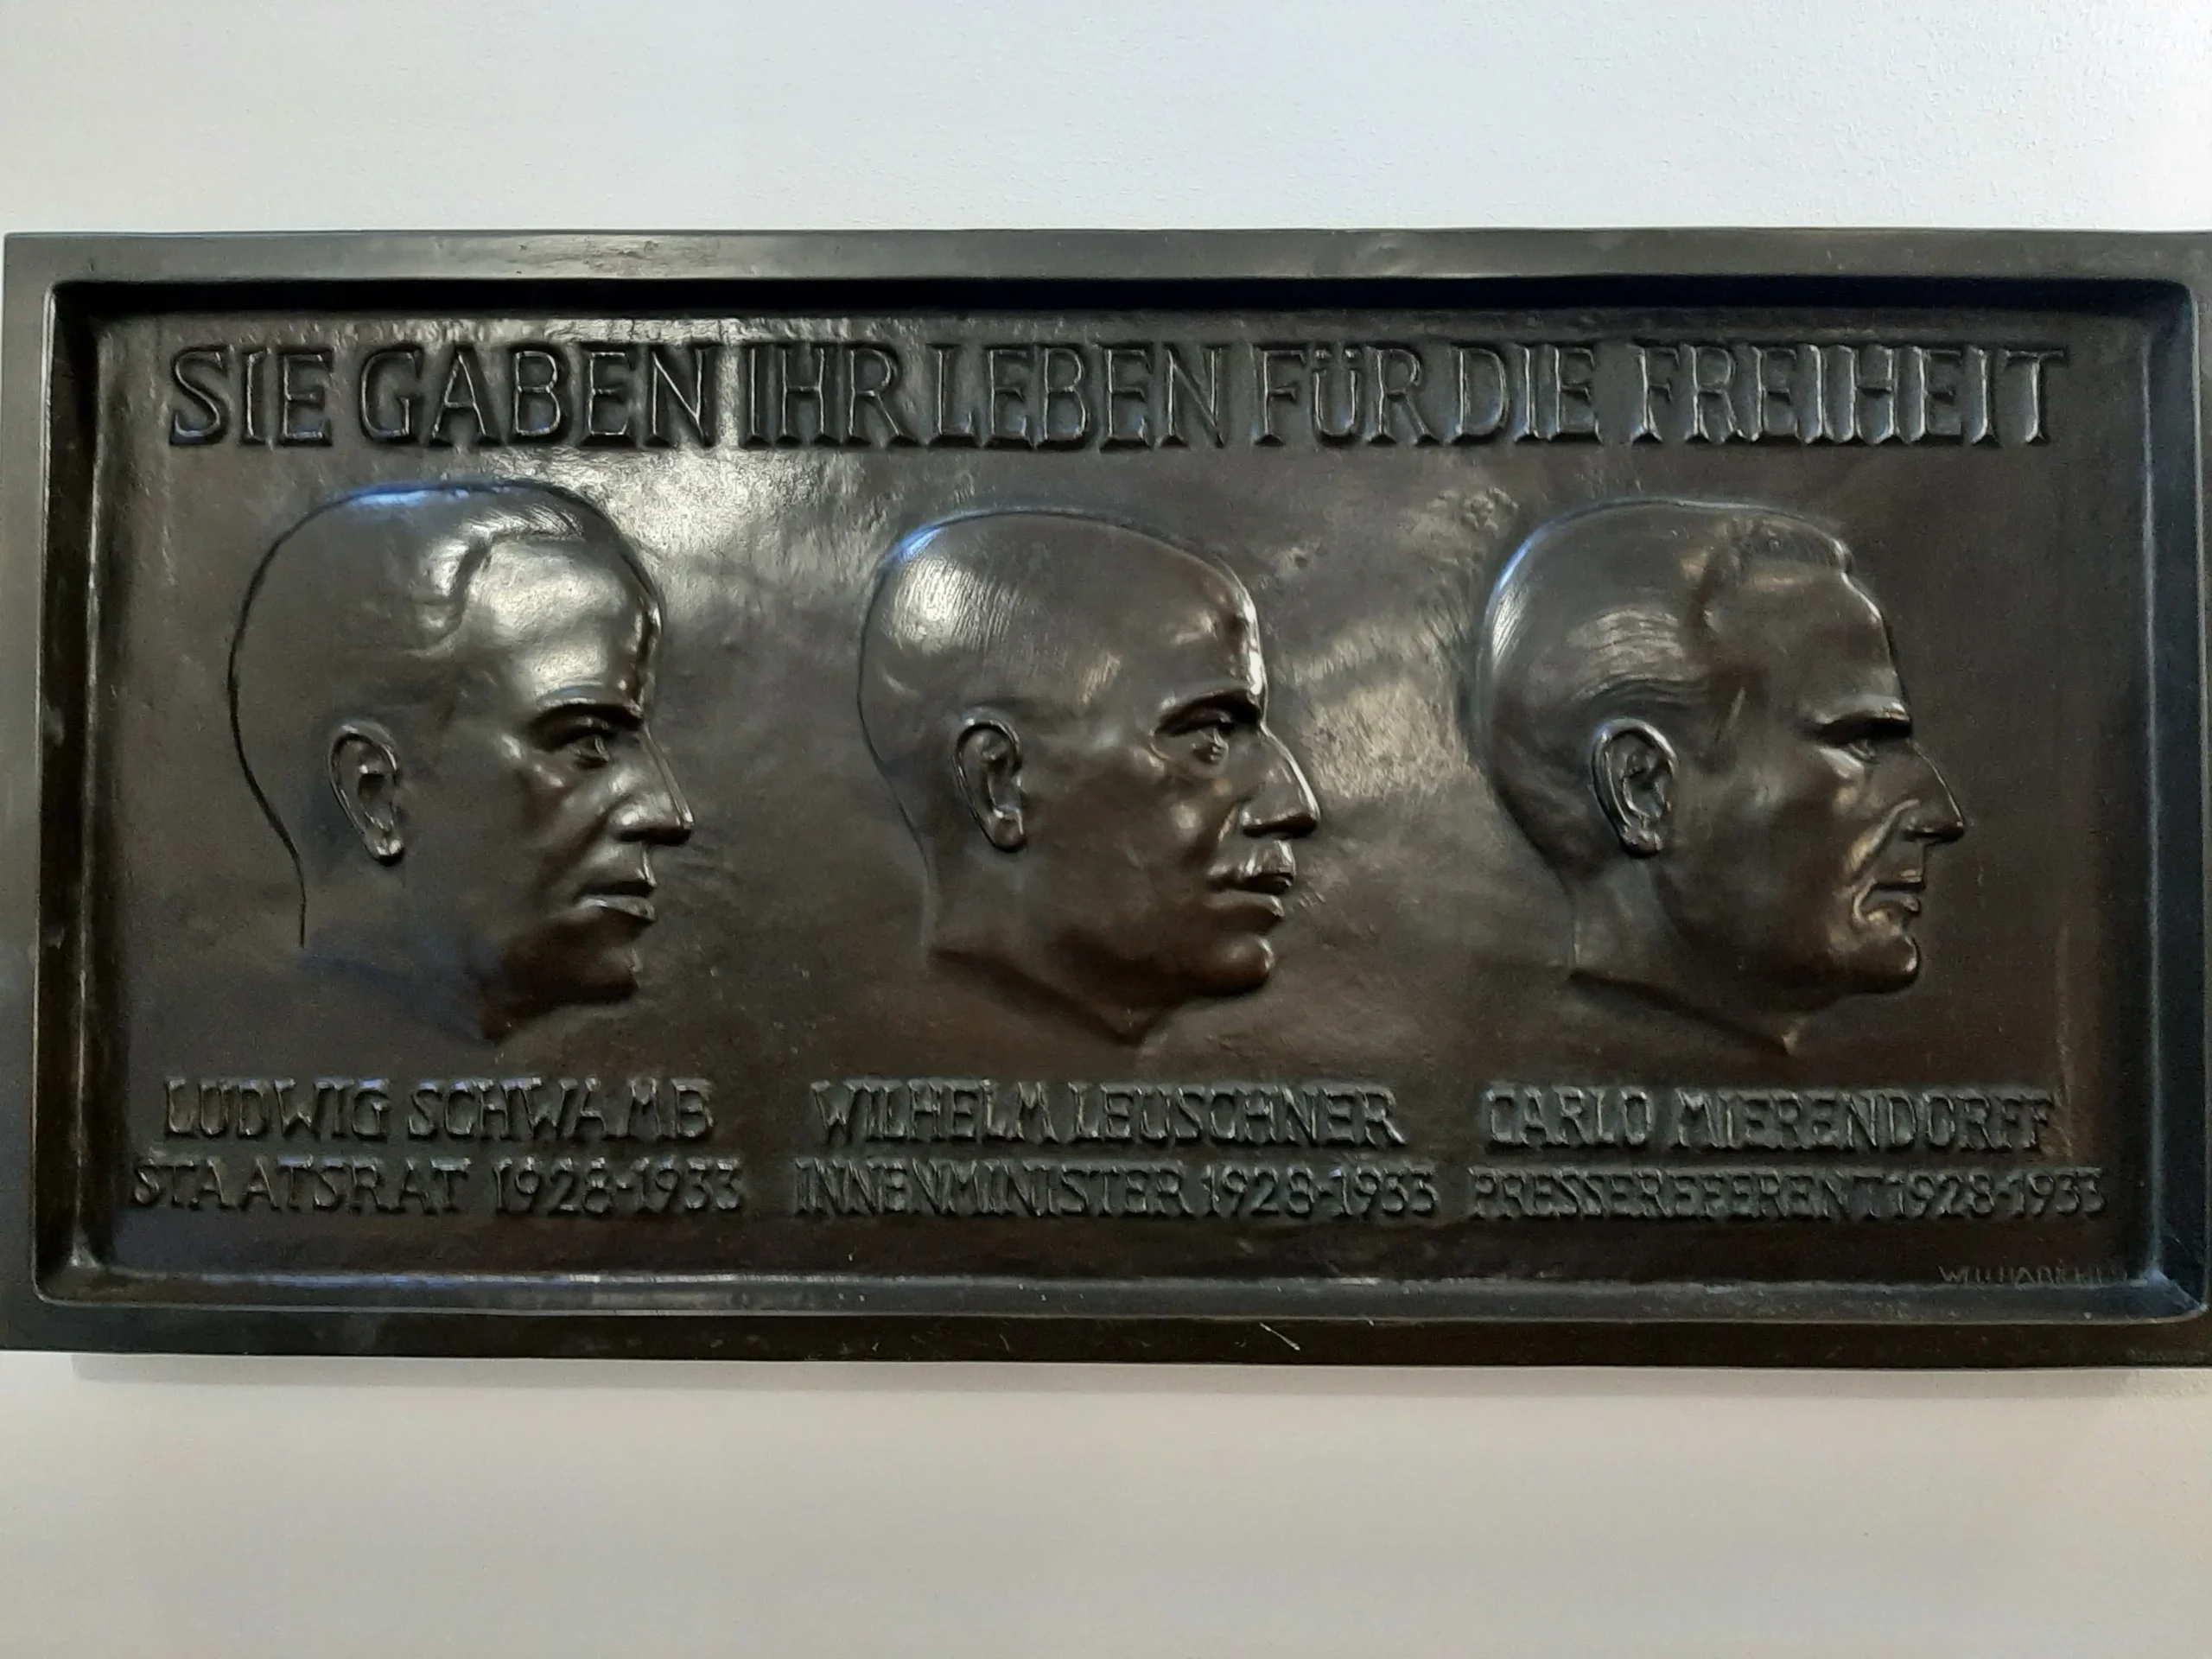 SIE GABEN IHR LEBEN FÜR DIE FREIHEIT
LUDWIG SCHWAMB
STAATSRAT 1928-1933
WILHELM LEUSCHNER
INNENMINISTER 1928-1933
CARLO MIERENDORFF
PRESSEREFERENT 1928-1933